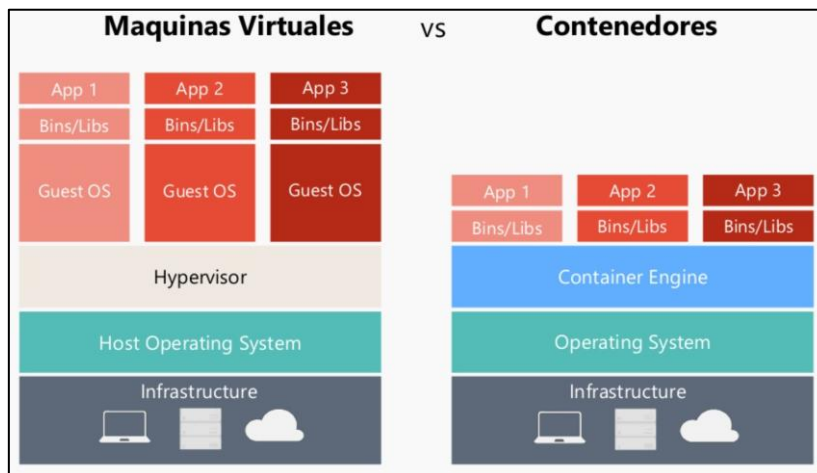 Maquinas Virtuales vs Contenedores
App 1 App 2 App 3
Bins/Libs Bins/Libs Bins/Libs
Guest OS Guest OS Guest OS
Hypervisor
Host Operating System
Infrastructure
App 1 App 2 App 3
Bins/Libs Bins/Libs Bins/Libs
Container Engine
Operating System
Infrastructure